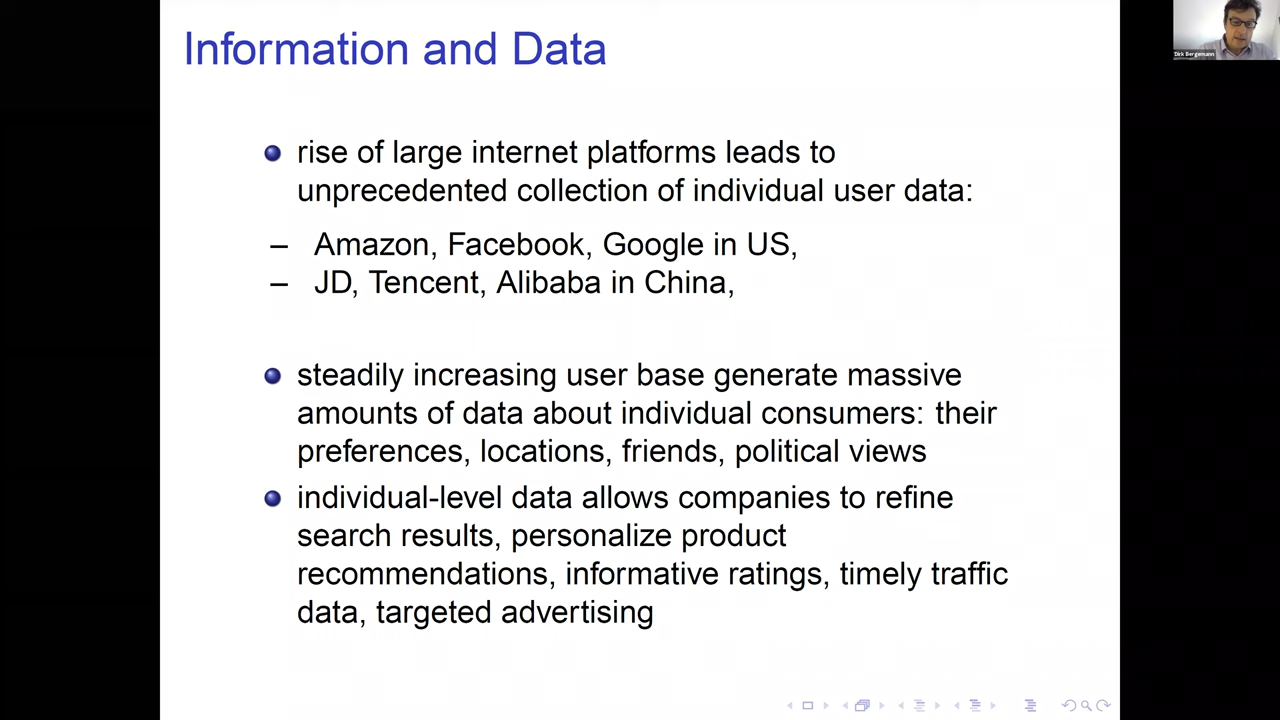 Information and Data
Dirk Bergemann
rise of large internet platforms leads to
unprecedented collection of individual user data:
– Amazon, Facebook, Google in US,
– JD, Tencent, Alibaba in China,
steadily increasing user base generate massive
amounts of data about individual consumers: their
preferences, locations, friends, political views
individual-level data allows companies to refine
search results, personalize product
recommendations, informative ratings, timely traffic
data, targeted advertising